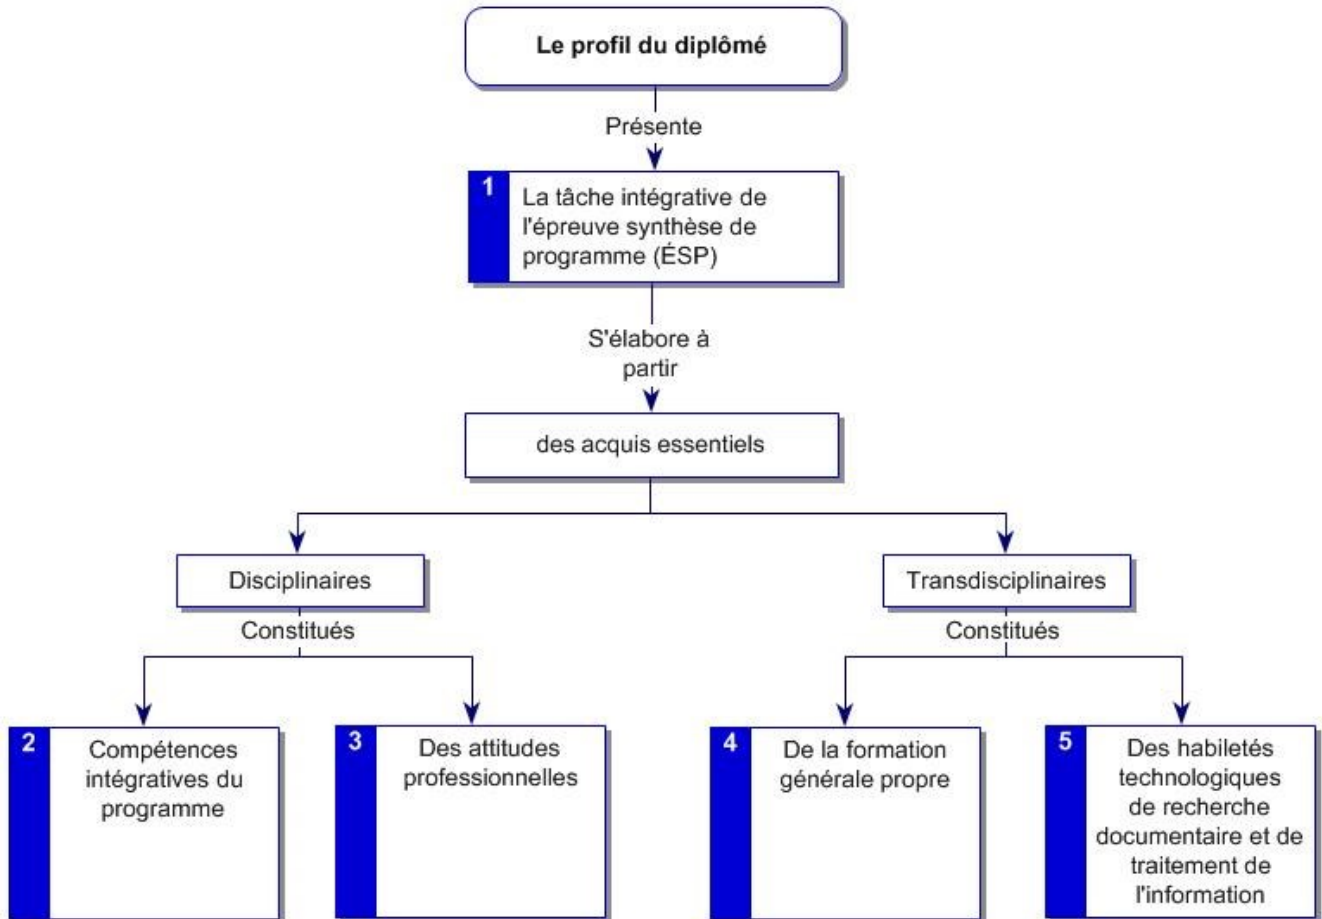 Le profil du diplômé
Présente
1
La tâche intégrative de
l'épreuve synthèse de
programme (ÉSP)
S'élabore à
partir
des acquis essentiels
Disciplinaires
Constitués
Transdisciplinaires
Constitués
2
Compétences
intégratives du
programme
3
Des attitudes
professionnelles
4
De la formation
générale propre
5
Des habiletés
technologiques
de recherche
documentaire et de
traitement de
l'information